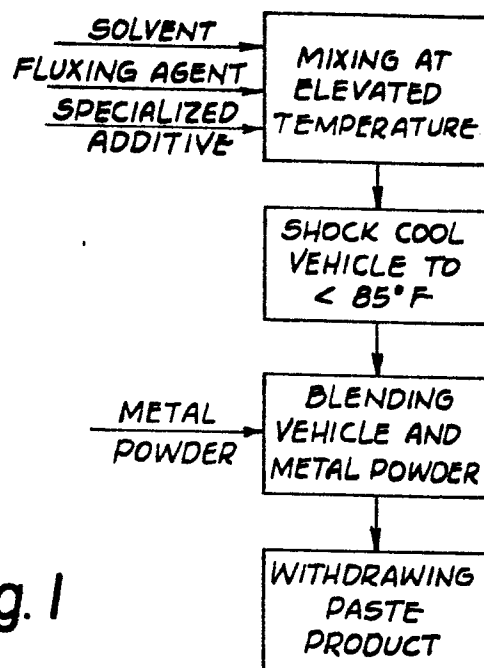 SOLVENT
FLUXING AGENT
SPECIALIZED
ADDITIVE
MIXING AT
ELEVATED
TEMPERATURE
SHOCK COOL
VEHICLE TO
< 85°F
METAL
POWDER
BLENDING
VEHICLE AND
METAL POWDER
WITHDRAWING
PASTE
PRODUCT
g. 1